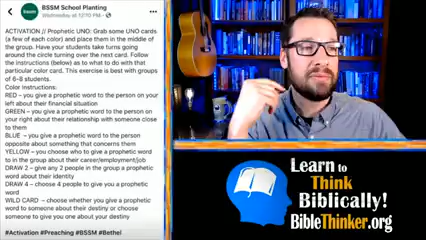 BSSM School Planting
Wednesday at 12:10 PM
ACTIVATION // Prophetic UNO: Grab some UNO cards
(a few of each color) and place them in the middle of
the group. Have your students take turns going
around the circle turning over the next card. Follow
the instructions (below) as to what to do with that
particular color card. This exercise is best with groups
of 6-8 students.
Color Instructions:
RED – you give a prophetic word to the person on your
left about their financial situation
GREEN – you give a prophetic word to the person on
your right about their relationship with someone close
to them
BLUE – you give a prophetic word to the person
opposite about something that concerns them
YELLOW – you choose who to give a prophetic word
to in the group about their career/employment/job
DRAW 2 – give any 2 people in the group a prophetic
word about their identity
DRAW 4 – choose 4 people to give you a prophetic
word
WILD CARD – choose whether you give a prophetic
word to someone about their destiny or choose
someone to give you one about your destiny
#Activation #Preaching #BSSM #Bethel
Learn to
Think
Biblically!
BibleThinker.org